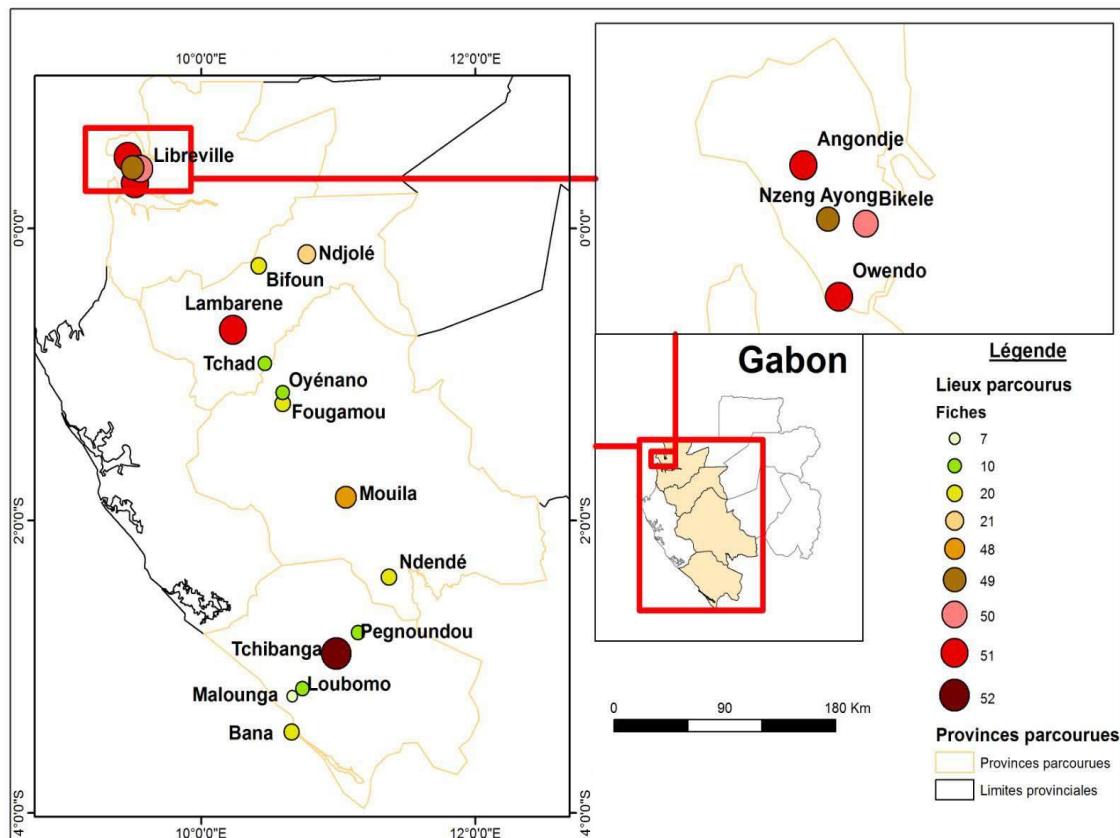 10°0'0"E
12°0'0"E
Libreville
0°0'0"
0°0'0"
Ndjolé
Bifoun
Lambarene
Tchad
Oyénano
Fougamou
Mouila
2°0'0"S
2°0'0"S
Ndendé
Pegnoundou
Tchibanga
Loubomo
Malounga
Bana
4°0'0"S
4°0'0"S
10°0'0"E
12°0'0"E
Angondje
Nzeng Ayong
Bikele
Owendo
Gabon
0
90
180 Km
Légende
Lieux parcourus
Fiches
7
10
20
21
48
49
50
51
52
Provinces parcourues
Provinces parcourues
Limites provinciales